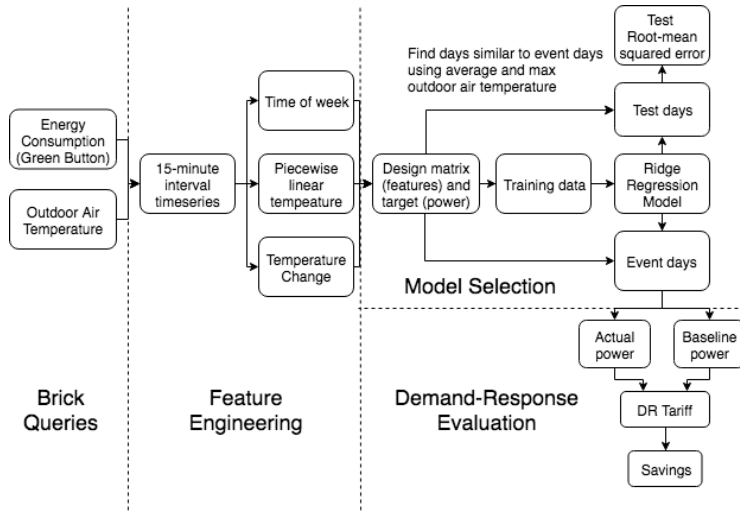 Energy
Consumption
(Green Button)
Outdoor Air
Temperature
Brick
Queries
15-minute
interval
timeseries
Time of week
Piecewise
linear
tempeature
Temperature
Change
Feature
Engineering
Find days similar to event days
using average and max
outdoor air temperature
Design matrix
(features) and
target (power)
Training data
Test
Root-mean
squared error
Test days
Ridge
Regression
Model
Event days
Model Selection
Actual
power
Baseline
power
DR Tariff
Savings
Demand-Response
Evaluation